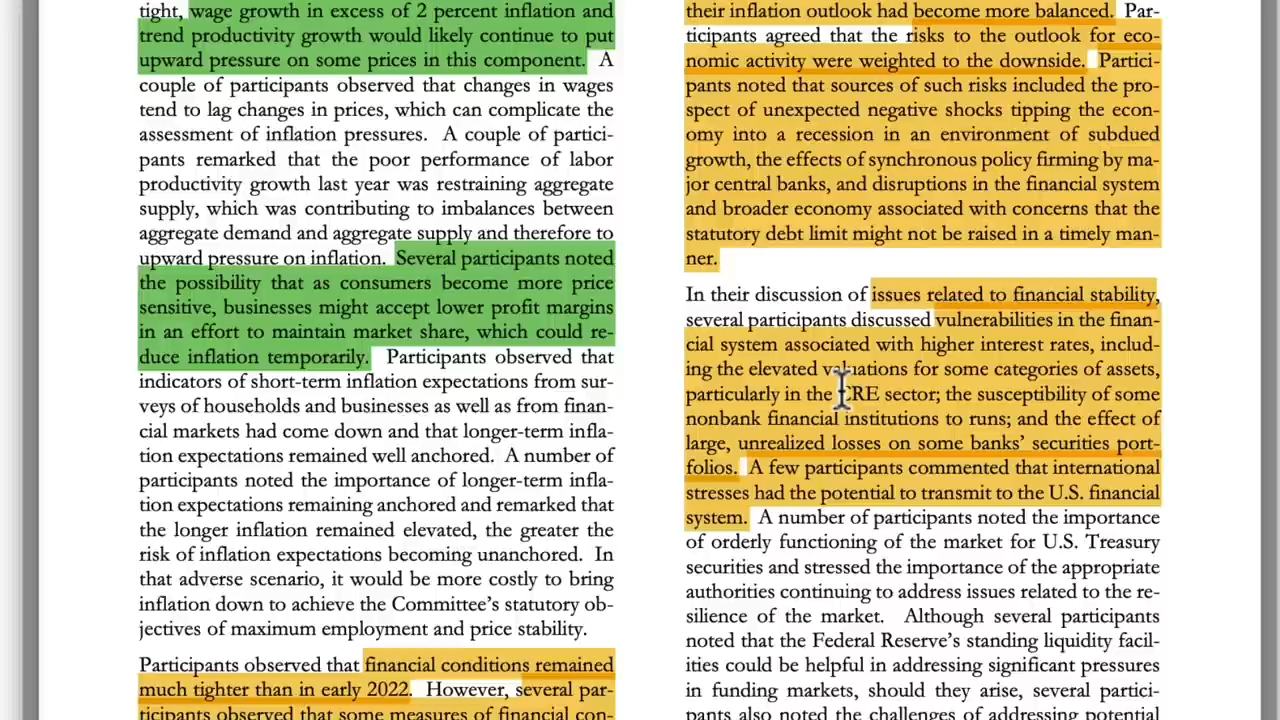 tight, wage growth in excess of 2 percent inflation and
trend productivity growth would likely continue to put
upward pressure on some prices in this component.  A
couple of participants observed that changes in wages
tend to lag changes in prices, which can complicate the
assessment of inflation pressures.  A couple of partici-
pants remarked that the poor performance of labor
productivity growth last year was restraining aggregate
supply, which was contributing to imbalances between
aggregate demand and aggregate supply and therefore to
upward pressure on inflation.  Several participants noted
the possibility that as consumers become more price
sensitive, businesses might accept lower profit margins
in an effort to maintain market share, which could re-
duce inflation temporarily.  Participants observed that
indicators of short-term inflation expectations from sur-
veys of households and businesses as well as from finan-
cial markets had come down and that longer-term infla-
tion expectations remained well anchored.  A number of
participants noted the importance of longer-term infla-
tion expectations remaining anchored and remarked that
the longer inflation remained elevated, the greater the
risk of inflation expectations becoming unanchored.  In
that adverse scenario, it would be more costly to bring
inflation down to achieve the Committee's statutory ob-
jectives of maximum employment and price stability.
Participants observed that financial conditions remained
much tighter than in early 2022.  However, several par-
ticipants observed that some measures of financial con-
their inflation outlook had become more balanced.  Par-
ticipants agreed that the risks to the outlook for eco-
nomic activity were weighted to the downside.  Partici-
pants noted that sources of such risks included the pro-
spect of unexpected negative shocks tipping the econ-
omy into a recession in an environment of subdued
growth, the effects of synchronous policy firming by ma-
jor central banks, and disruptions in the financial system
and broader economy associated with concerns that the
statutory debt limit might not be raised in a timely man-
ner.
In their discussion of issues related to financial stability,
several participants discussed vulnerabilities in the finan-
cial system associated with higher interest rates, includ-
ing the elevated valuations for some categories of assets,
particularly in the CRE sector; the susceptibility of some
nonbank financial institutions to runs; and the effect of
large, unrealized losses on some banks' securities port-
folios.  A few participants commented that international
stresses had the potential to transmit to the U.S. financial
system.  A number of participants noted the importance
of orderly functioning of the market for U.S. Treasury
securities and stressed the importance of the appropriate
authorities continuing to address issues related to the re-
silience of the market.  Although several participants
noted that the Federal Reserve's standing liquidity facil-
ities could be helpful in addressing significant pressures
in funding markets, should they arise, several partici-
pants also noted the challenges of addressing potential